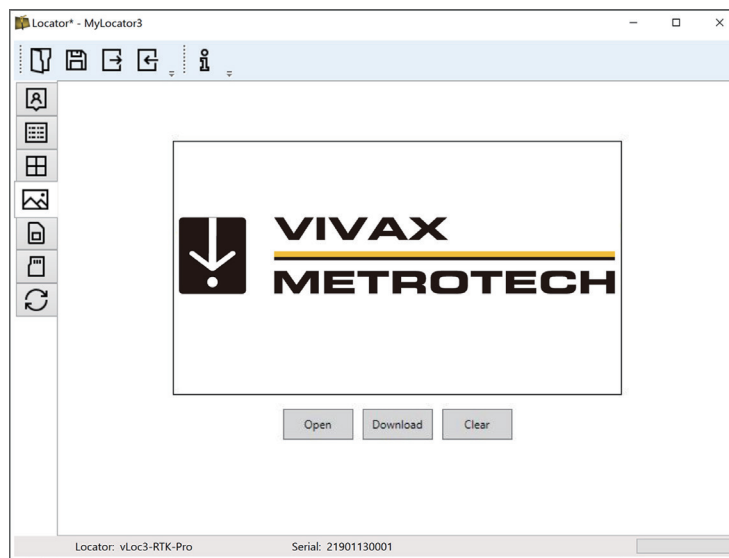 Locator* - MyLocator3
VIVAX
METROTECH
Open Download Clear
Locator: vLoc3-RTK-Pro Serial: 21901130001